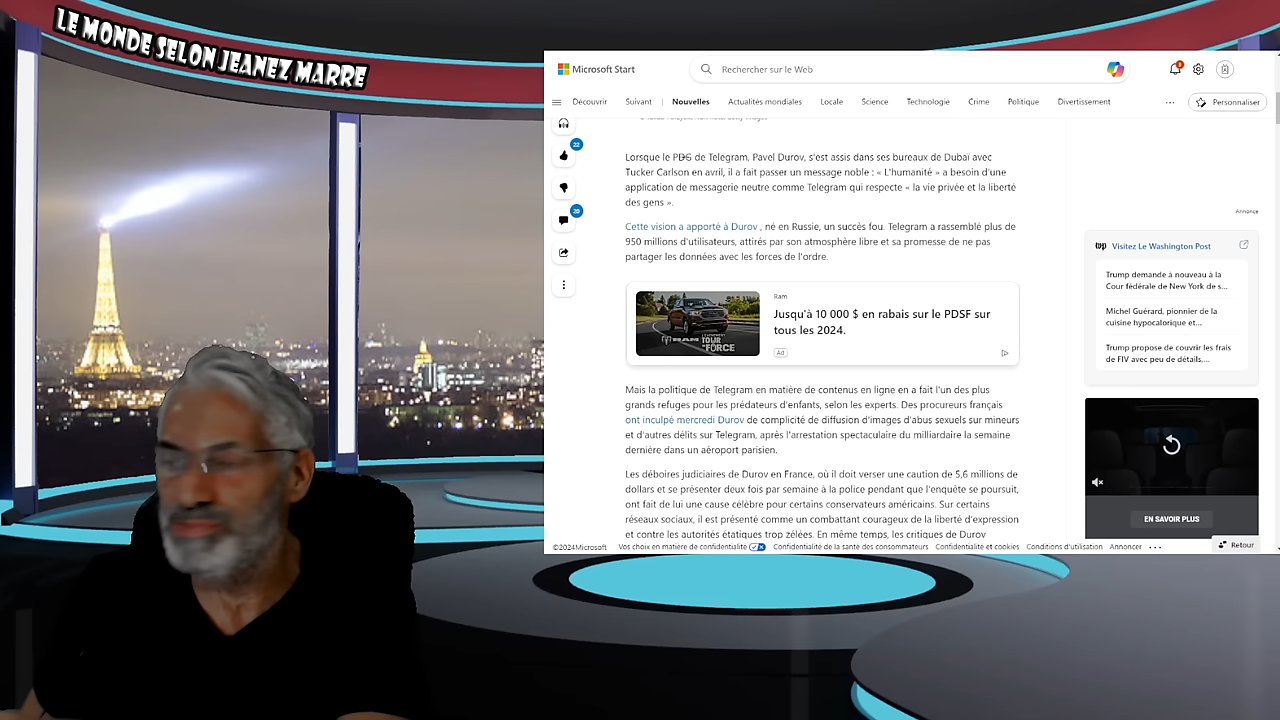 LE MONDE SELON JEANEZ MARRE
Microsoft Start
Rechercher sur le Web
3
Découvrir
Suivant
Nouvelles
Actualités mondiales
Locale
Science
Technologie
Crime
Politique
Divertissement
...
Personnaliser
22
20
Lorsque le PDG de Telegram, Pavel Durov, s'est assis dans ses bureaux de Dubaï avec
Tucker Carlson en avril, il a fait passer un message noble : « L'humanité » a besoin d'une
application de messagerie neutre comme Telegram qui respecte « la vie privée et la liberté
des gens ».
Cette vision a apporté à Durov , né en Russie, un succès fou. Telegram a rassemblé plus de
950 millions d'utilisateurs, attirés par son atmosphère libre et sa promesse de ne pas
partager les données avec les forces de l'ordre.
Ram
Jusqu'à 10 000 $ en rabais sur le PDSF sur
tous les 2024.
Ad
RAM
L'ÉVÉNEMENT
TOUR
de FORCE
Mais la politique de Telegram en matière de contenus en ligne en a fait l'un des plus
grands refuges pour les prédateurs d'enfants, selon les experts. Des procureurs français
ont inculpé mercredi Durov de complicité de diffusion d'images d'abus sexuels sur mineurs
et d'autres délits sur Telegram, après l'arrestation spectaculaire du milliardaire la semaine
dernière dans un aéroport parisien.
Les déboires judiciaires de Durov en France, où il doit verser une caution de 5,6 millions de
dollars et se présenter deux fois par semaine à la police pendant que l'enquête se poursuit,
ont fait de lui une cause célèbre pour certains conservateurs américains. Sur certains
réseaux sociaux, il est présenté comme un combattant courageux de la liberté d'expression
et contre les autorités étatiques trop zélées. En même temps, les critiques de Durov
Annonce
wp Visitez Le Washington Post
Trump demande à nouveau à la
Cour fédérale de New York de s...
Michel Guérard, pionnier de la
cuisine hypocalorique et...
Trump propose de couvrir les frais
de FIV avec peu de détails,...
EN SAVOIR PLUS
Retour
©2024Microsoft
Vos choix en matière de confidentialité
Confidentialité de la santé des consommateurs
Confidentialité et cookies
Conditions d'utilisation
Annoncer
...